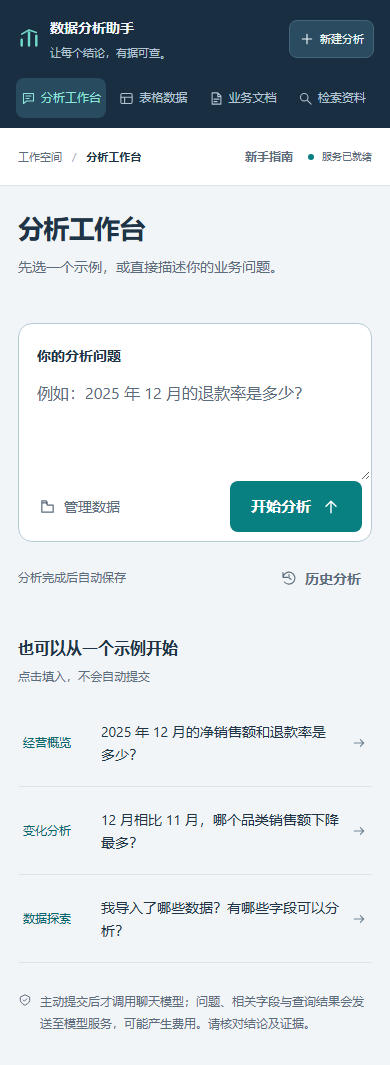 数据分析助手
让每个结论，有据可查。
新建分析
分析工作台
表格数据
业务文档
检索资料
工作空间 / 分析工作台
新手指南
服务已就绪
分析工作台
先选一个示例，或直接描述你的业务问题。
你的分析问题
例如：2025 年 12 月的退款率是多少？
管理数据
开始分析
分析完成后自动保存
历史分析
也可以从一个示例开始
点击填入，不会自动提交
经营概览
2025 年 12 月的净销售额和退款率是
多少？
变化分析
12 月相比 11 月，哪个品类销售额下降
最多？
数据探索
我导入了哪些数据？有哪些字段可以分
析？
主动提交后才调用聊天模型；问题、相关字段与查询结果会发
送至模型服务，可能产生费用。请核对结论及证据。